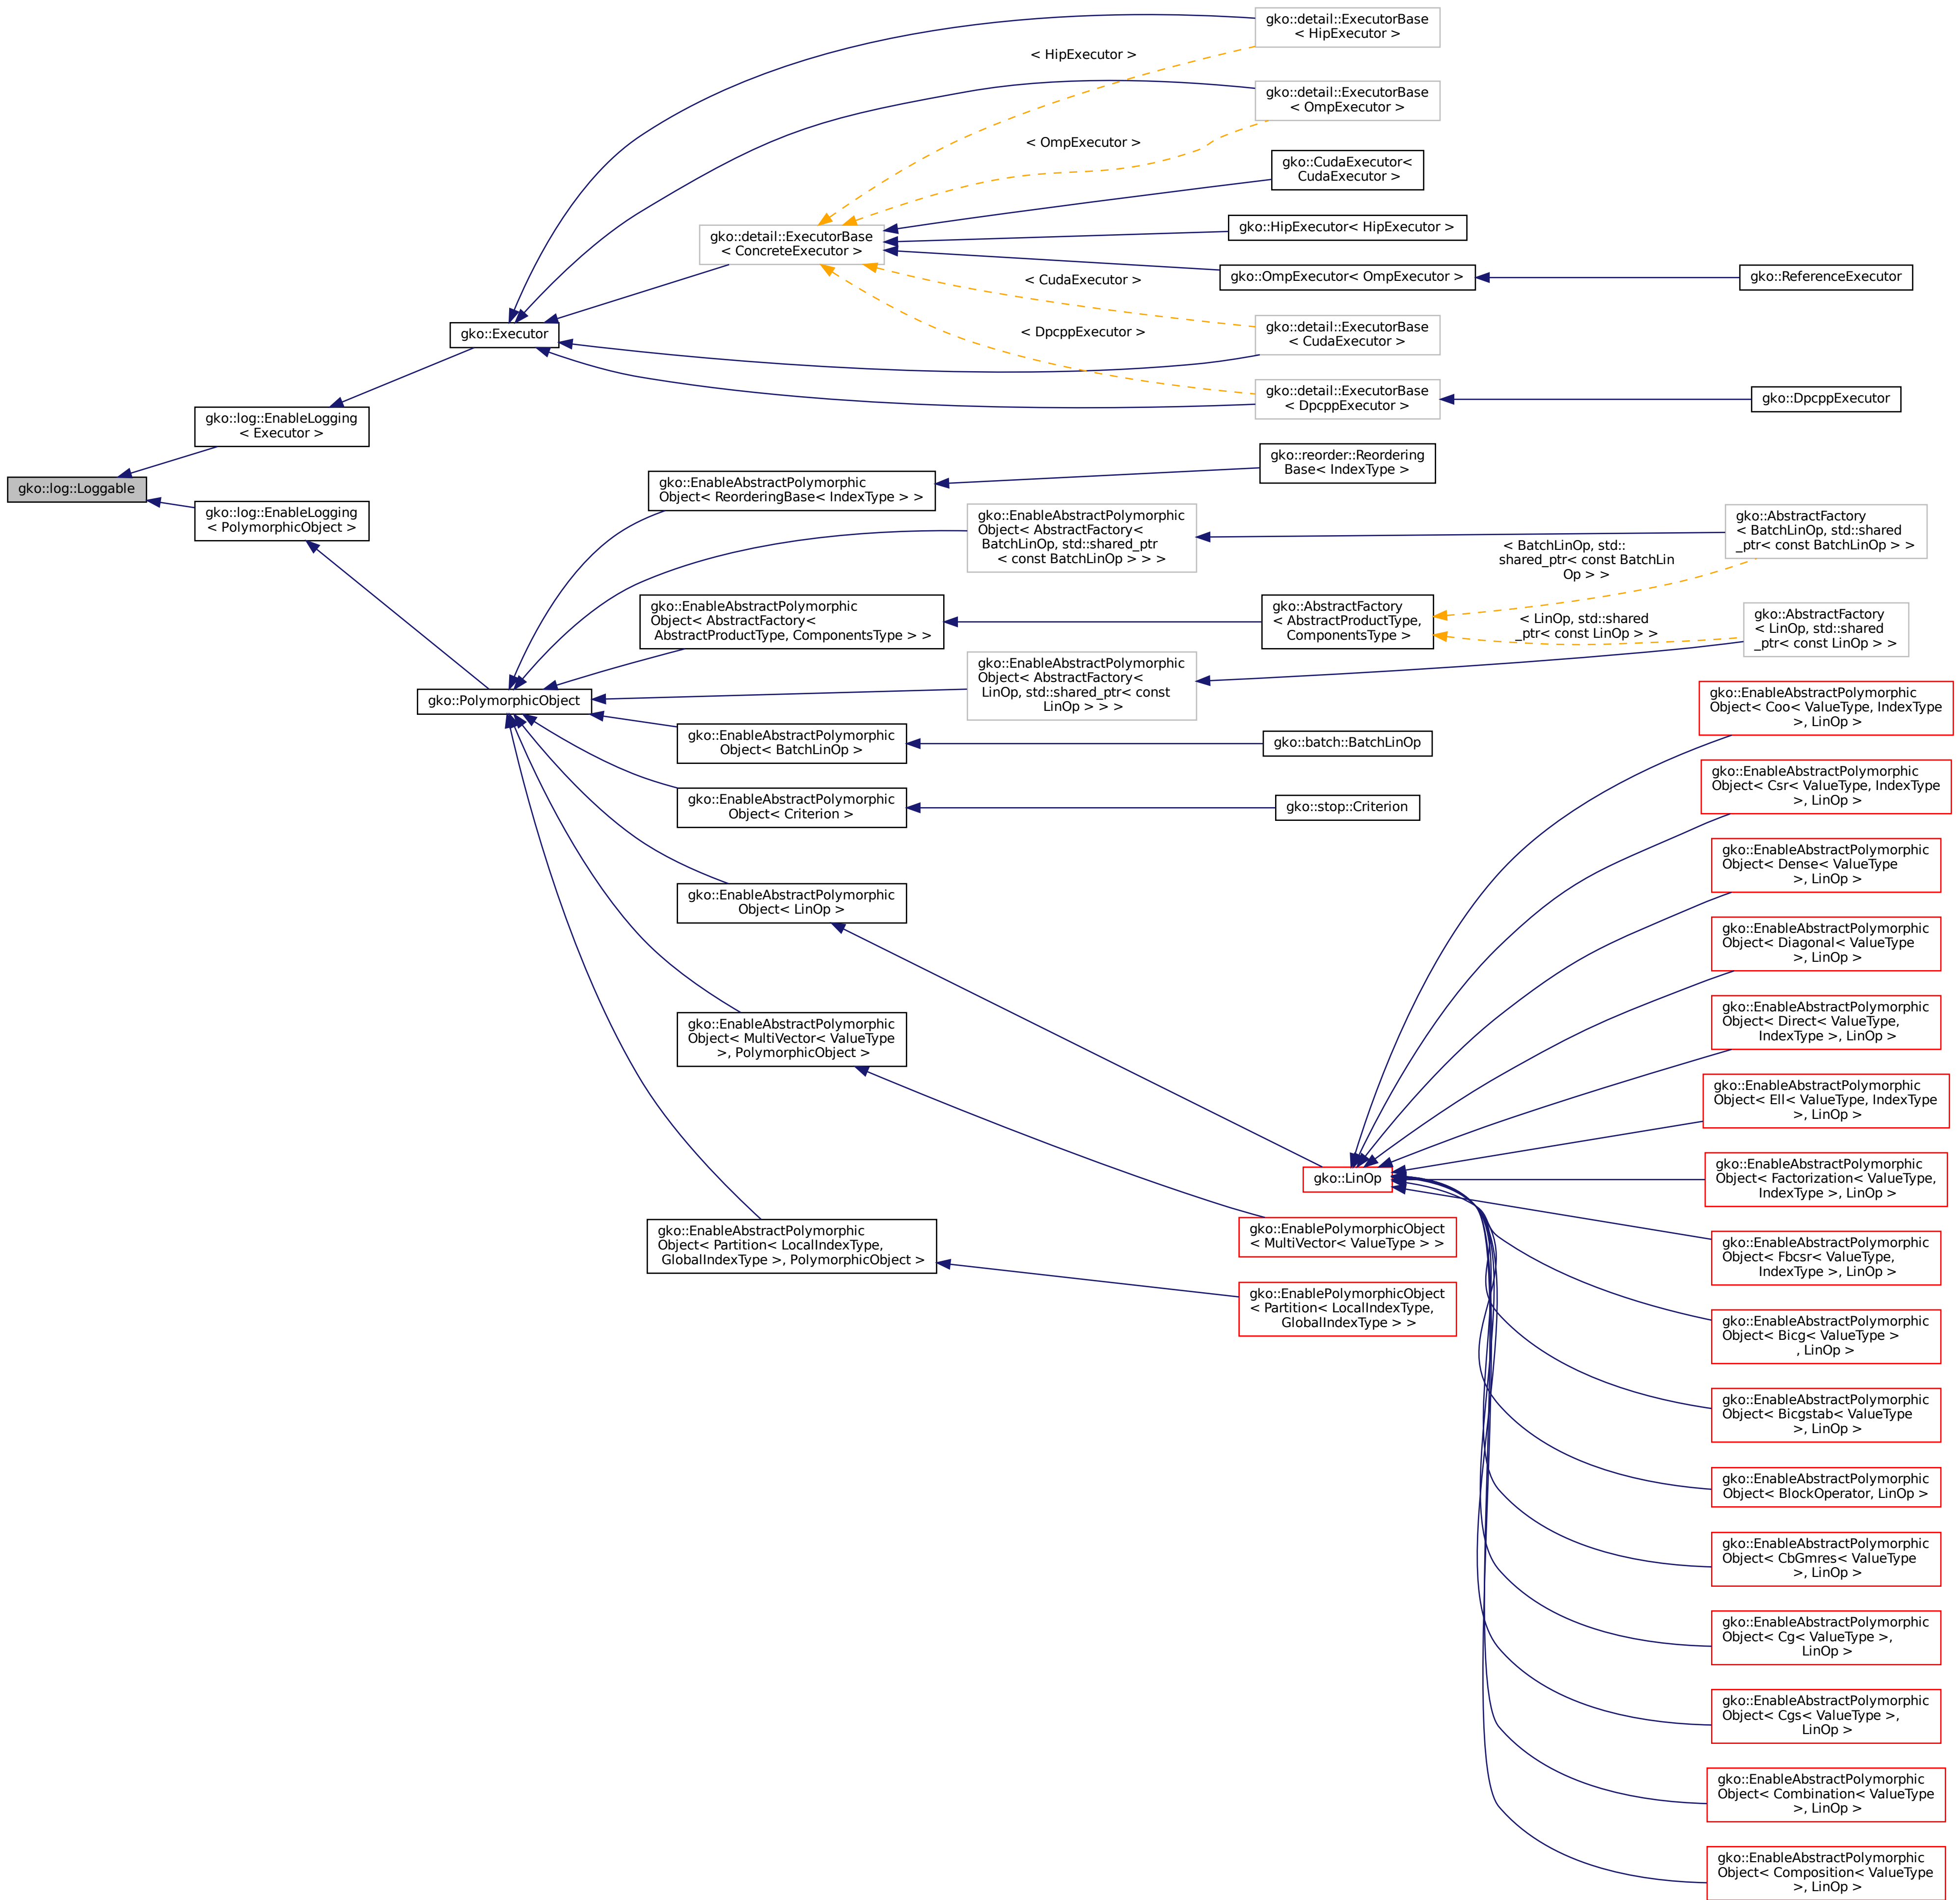 gko::detail::ExecutorBase
< HipExecutor >
< HipExecutor >
gko::detail::ExecutorBase
< OmpExecutor >
< OmpExecutor >
gko::CudaExecutor<
CudaExecutor >
gko::HipExecutor< HipExecutor >
gko::detail::ExecutorBase
< ConcreteExecutor >
gko::OmpExecutor< OmpExecutor >
gko::ReferenceExecutor
< CudaExecutor >
gko::detail::ExecutorBase
< CudaExecutor >
< DpcppExecutor >
gko::Executor
gko::detail::ExecutorBase
< DpcppExecutor >
gko::DpcppExecutor
gko::log::EnableLogging
< Executor >
gko::log::Loggable
gko::log::EnableLogging
< PolymorphicObject >
gko::reorder::Reordering
Base< IndexType >
gko::EnableAbstractPolymorphic
Object< ReorderingBase< IndexType > >
gko::EnableAbstractPolymorphic
Object< AbstractFactory<
BatchLinOp, std::shared_ptr
< const BatchLinOp > > >
gko::AbstractFactory
< BatchLinOp, std::shared
_ptr< const BatchLinOp > >
< BatchLinOp, std::
shared_ptr< const BatchLin
Op > >
gko::EnableAbstractPolymorphic
Object< AbstractFactory<
AbstractProductType, ComponentsType > >
gko::AbstractFactory
< AbstractProductType,
ComponentsType >
< LinOp, std::shared
_ptr< const LinOp > >
gko::AbstractFactory
< LinOp, std::shared
_ptr< const LinOp > >
gko::EnableAbstractPolymorphic
Object< AbstractFactory<
LinOp, std::shared_ptr< const
LinOp > > >
gko::PolymorphicObject
gko::EnableAbstractPolymorphic
Object< BatchLinOp >
gko::batch::BatchLinOp
gko::EnableAbstractPolymorphic
Object< Criterion >
gko::stop::Criterion
gko::EnableAbstractPolymorphic
Object< LinOp >
gko::EnableAbstractPolymorphic
Object< MultiVector< ValueType
>, PolymorphicObject >
gko::EnableAbstractPolymorphic
Object< Partition< LocalIndexType,
GlobalIndexType >, PolymorphicObject >
gko::LinOp
gko::EnablePolymorphicObject
< MultiVector< ValueType > >
gko::EnablePolymorphicObject
< Partition< LocalIndexType,
GlobalIndexType > >
gko::EnableAbstractPolymorphic
Object< Coo< ValueType, IndexType
>, LinOp >
gko::EnableAbstractPolymorphic
Object< Csr< ValueType, IndexType
>, LinOp >
gko::EnableAbstractPolymorphic
Object< Dense< ValueType
>, LinOp >
gko::EnableAbstractPolymorphic
Object< Diagonal< ValueType
>, LinOp >
gko::EnableAbstractPolymorphic
Object< Direct< ValueType,
IndexType >, LinOp >
gko::EnableAbstractPolymorphic
Object< Ell< ValueType, IndexType
>, LinOp >
gko::EnableAbstractPolymorphic
Object< Factorization< ValueType,
IndexType >, LinOp >
gko::EnableAbstractPolymorphic
Object< Fbcsr< ValueType,
IndexType >, LinOp >
gko::EnableAbstractPolymorphic
Object< Bicg< ValueType >
, LinOp >
gko::EnableAbstractPolymorphic
Object< Bicgstab< ValueType
>, LinOp >
gko::EnableAbstractPolymorphic
Object< BlockOperator, LinOp >
gko::EnableAbstractPolymorphic
Object< CbGmres< ValueType
>, LinOp >
gko::EnableAbstractPolymorphic
Object< Cg< ValueType >,
LinOp >
gko::EnableAbstractPolymorphic
Object< Cgs< ValueType >,
LinOp >
gko::EnableAbstractPolymorphic
Object< Combination< ValueType
>, LinOp >
gko::EnableAbstractPolymorphic
Object< Composition< ValueType
>, LinOp >